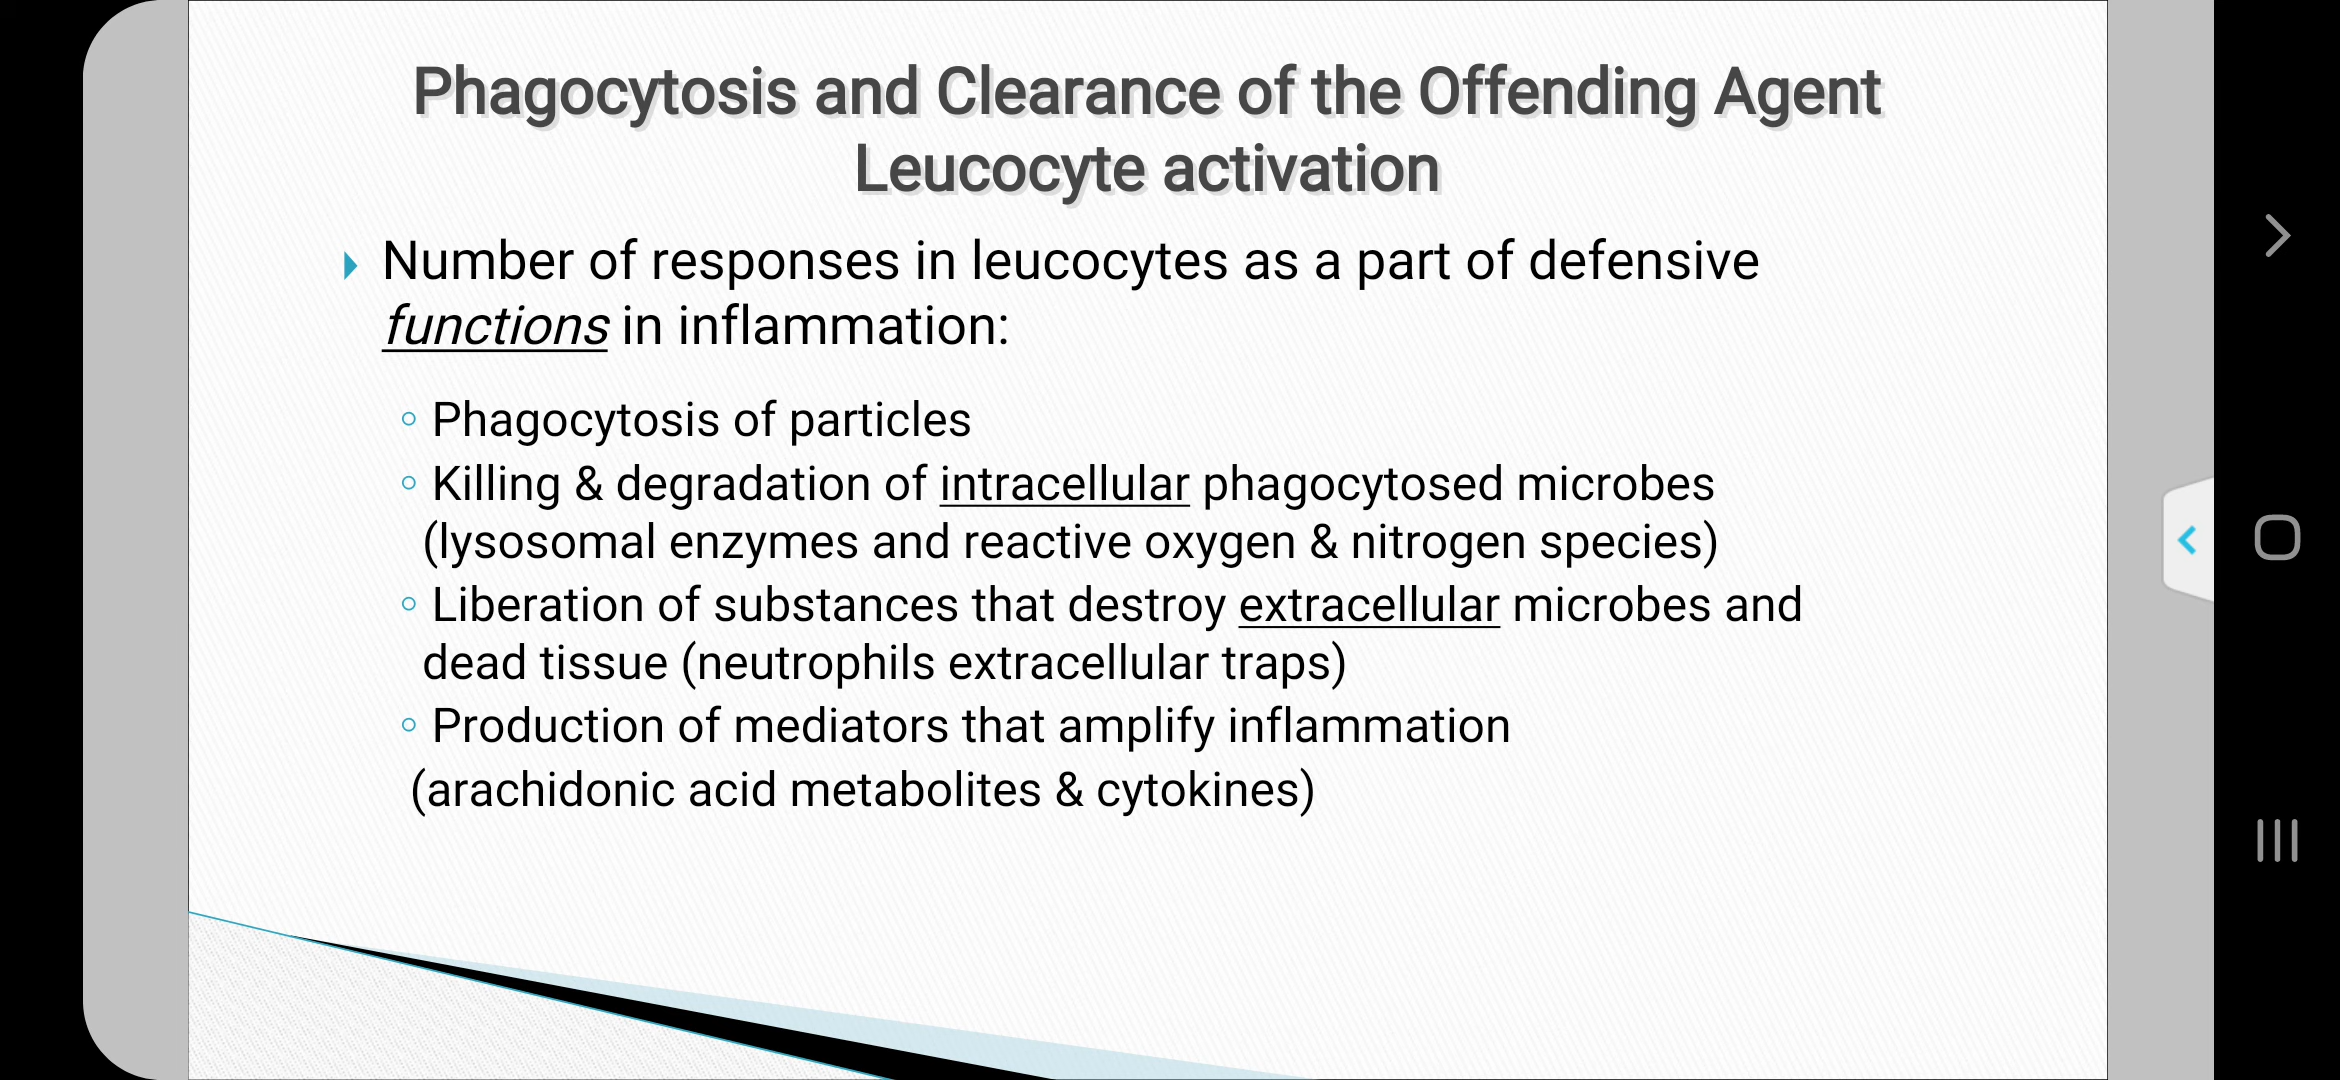 Phagocytosis and Clearance of the Offending Agent
Leucocyte activation
Number of responses in leucocytes as a part of defensive
functions in inflammation:
Phagocytosis of particles
Killing & degradation of intracellular phagocytosed microbes
(lysosomal enzymes and reactive oxygen & nitrogen species)
Liberation of substances that destroy extracellular microbes and
dead tissue (neutrophils extracellular traps)
Production of mediators that amplify inflammation
(arachidonic acid metabolites & cytokines)